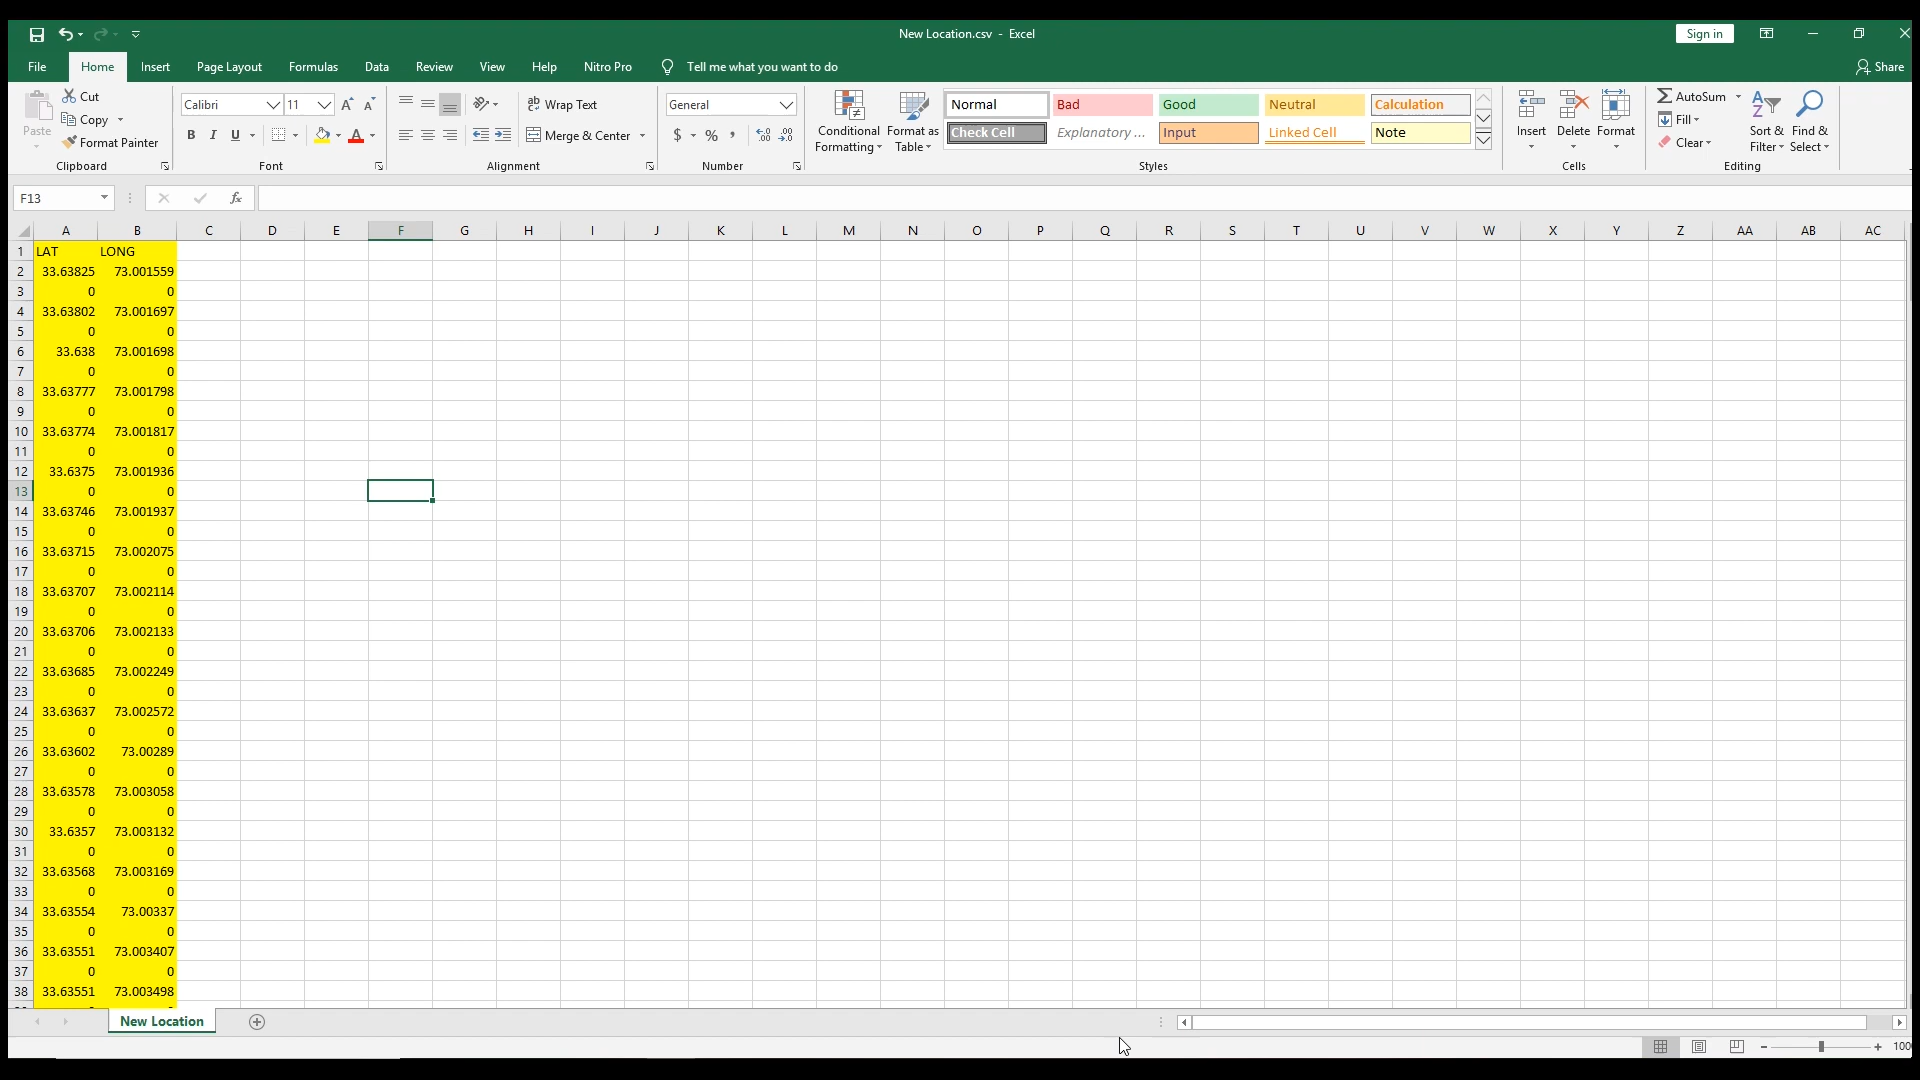 New Location.csv - Excel
Sign in
File Home Insert Page Layout Formulas Data Review View Help Nitro Pro Tell me what you want to do Share
Paste
Cut
Copy
Format Painter
Clipboard
Calibri 11
B I U
Font
Wrap Text
Merge & Center
Alignment
General
$ % ,
Number
Conditional Formatting
Format as Table
Normal Bad Good Neutral Calculation
Check Cell Explanatory ... Input Linked Cell Note
Styles
Insert Delete Format
Cells
AutoSum
Fill
Clear
Sort & Filter
Find & Select
Editing
F13 fx
A B C D E F G H I J K L M N O P Q R S T U V W X Y Z AA AB AC
1 LAT LONG
2 33.63825 73.001559
3 0 0
4 33.63802 73.001697
5 0 0
6 33.638 73.001698
7 0 0
8 33.63777 73.001798
9 0 0
10 33.63774 73.001817
11 0 0
12 33.6375 73.001936
13 0 0
14 33.63746 73.001937
15 0 0
16 33.63715 73.002075
17 0 0
18 33.63707 73.002114
19 0 0
20 33.63706 73.002133
21 0 0
22 33.63685 73.002249
23 0 0
24 33.63637 73.002572
25 0 0
26 33.63602 73.00289
27 0 0
28 33.63578 73.003058
29 0 0
30 33.6357 73.003132
31 0 0
32 33.63568 73.003169
33 0 0
34 33.63554 73.00337
35 0 0
36 33.63551 73.003407
37 0 0
38 33.63551 73.003498
New Location